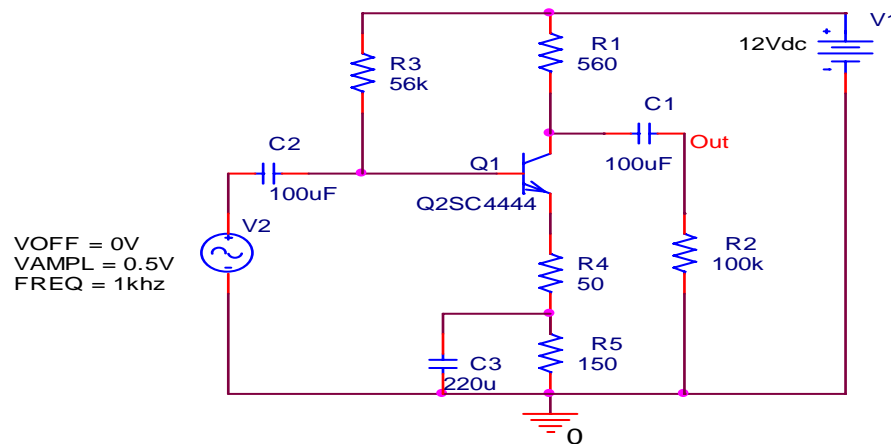 V1
12Vdc
R1
560
R3
56k
C1
100uF
Out
C2
100uF
Q1
Q2SC4444
V2
VOFF = 0V
VAMPL = 0.5V
FREQ = 1khz
R4
50
R2
100k
R5
150
C3
220u
0